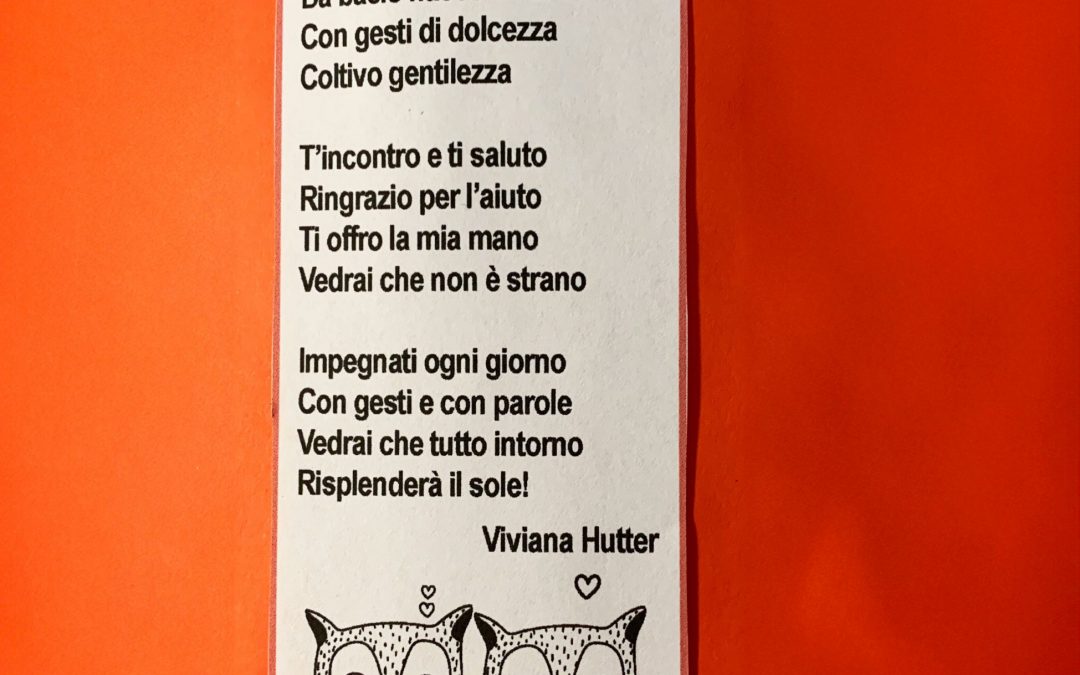 Con gesti di dolcezza
Coltivo gentilezza
T'incontro e ti saluto
Ringrazio per l'aiuto
Ti offro la mia mano
Vedrai che non è strano
Impegnati ogni giorno
Con gesti e con parole
Vedrai che tutto intorno
Risplenderà il sole!
Viviana Hutter